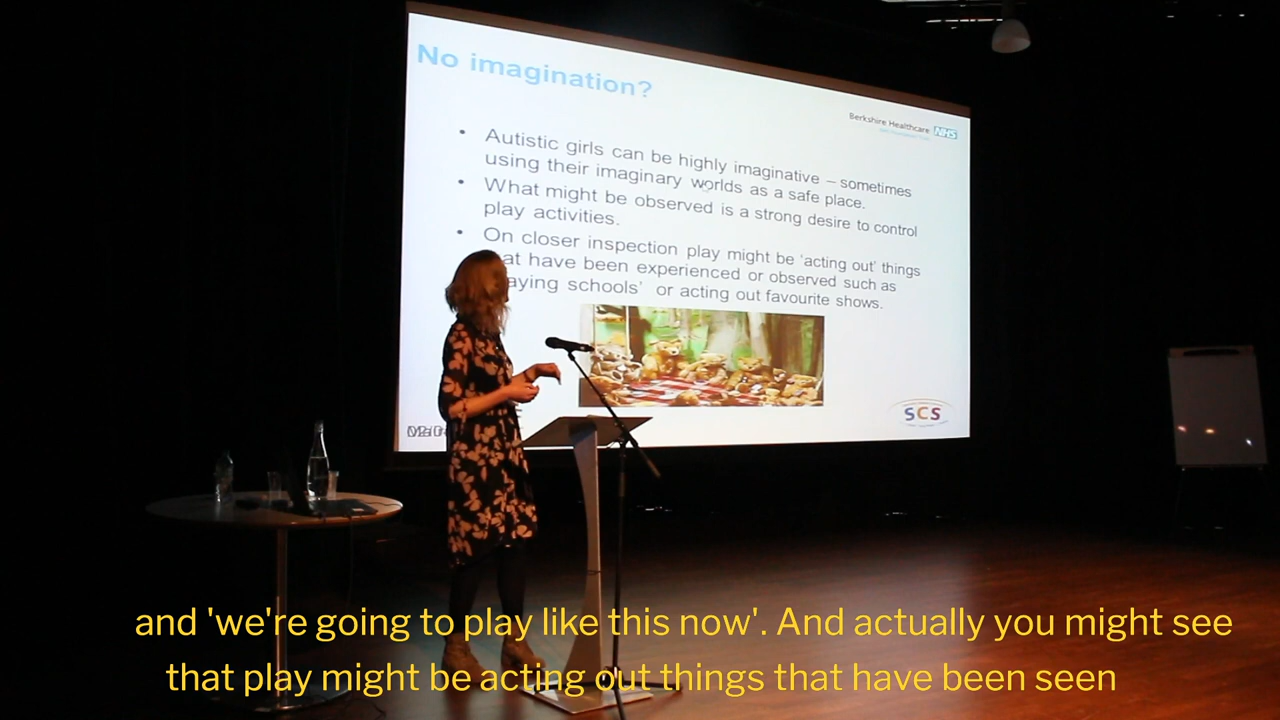 No imagination?
Berkshire Healthcare NHS
• Autistic girls can be highly imaginative – sometimes
using their imaginary worlds as a safe place.
• What might be observed is a strong desire to control
play activities.
• On closer inspection play might be 'acting out' things
at have been experienced or observed such as
aying schools' or acting out favourite shows.
SCS
and 'we're going to play like this now'. And actually you might see
that play might be acting out things that have been seen